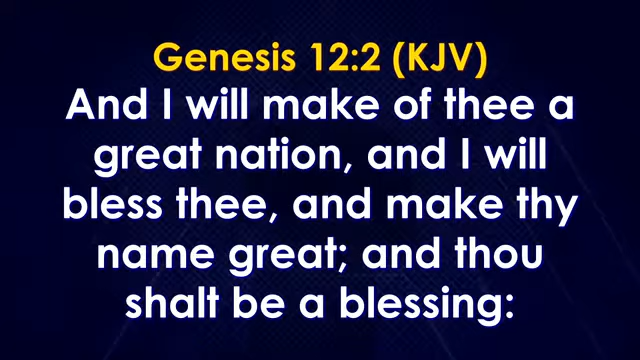 Genesis 12:2 (KJV)
And I will make of thee a
great nation, and I will
bless thee, and make thy
name great; and thou
shalt be a blessing: